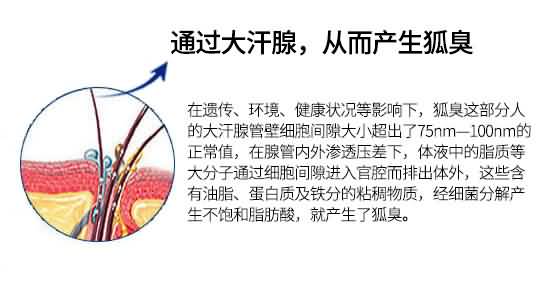 通过大汗腺，从而产生狐臭
在遗传、环境、健康状况等影响下，狐臭这部分人
的大汗腺管壁细胞间隙大小超出了75nm—100nm的
正常值，在腺管内外渗透压差下，体液中的脂质等
大分子通过细胞间隙进入官腔而排出体外，这些含
有油脂、蛋白质及铁分的粘稠物质，经细菌分解产
生不饱和脂肪酸，就产生了狐臭。